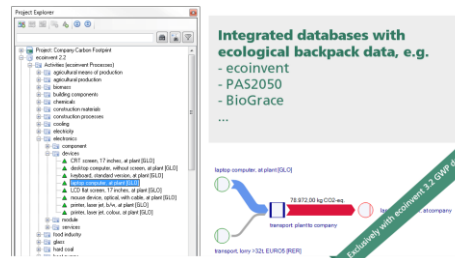 Project Explorer
Project: Company Carbon Footprint
ecoinvent 2.2
Activities (ecoinvent Processes)
agricultural means of production
agricultural production
biomass
building components
chemicals
construction materials
construction processes
cooling
electricity
electronics
component
devices
CRT screen, 17 inches, at plant [GLO]
desktop computer, without screen, at plant [GLO]
keyboard, standard version, at plant [GLO]
laptop computer, at plant [GLO]
LCD flat screen, 17 inches, at plant [GLO]
mouse device, optical, with cable, at plant [GLO]
printer, laser jet, b/w, at plant [GLO]
printer, laser jet, colour, at plant [GLO]
module
services
food industry
glass
hard coal
Integrated databases with
ecological backpack data, e.g.
- ecoinvent
- PAS2050
- BioGrace
...
laptop computer, at plant [GLO]
78.972,00 kg CO2-eq.
at company
transport plant to company
transport, lorry >32t, EURO5 [RER]
Exclusively with ecoinvent 3.2 GWP